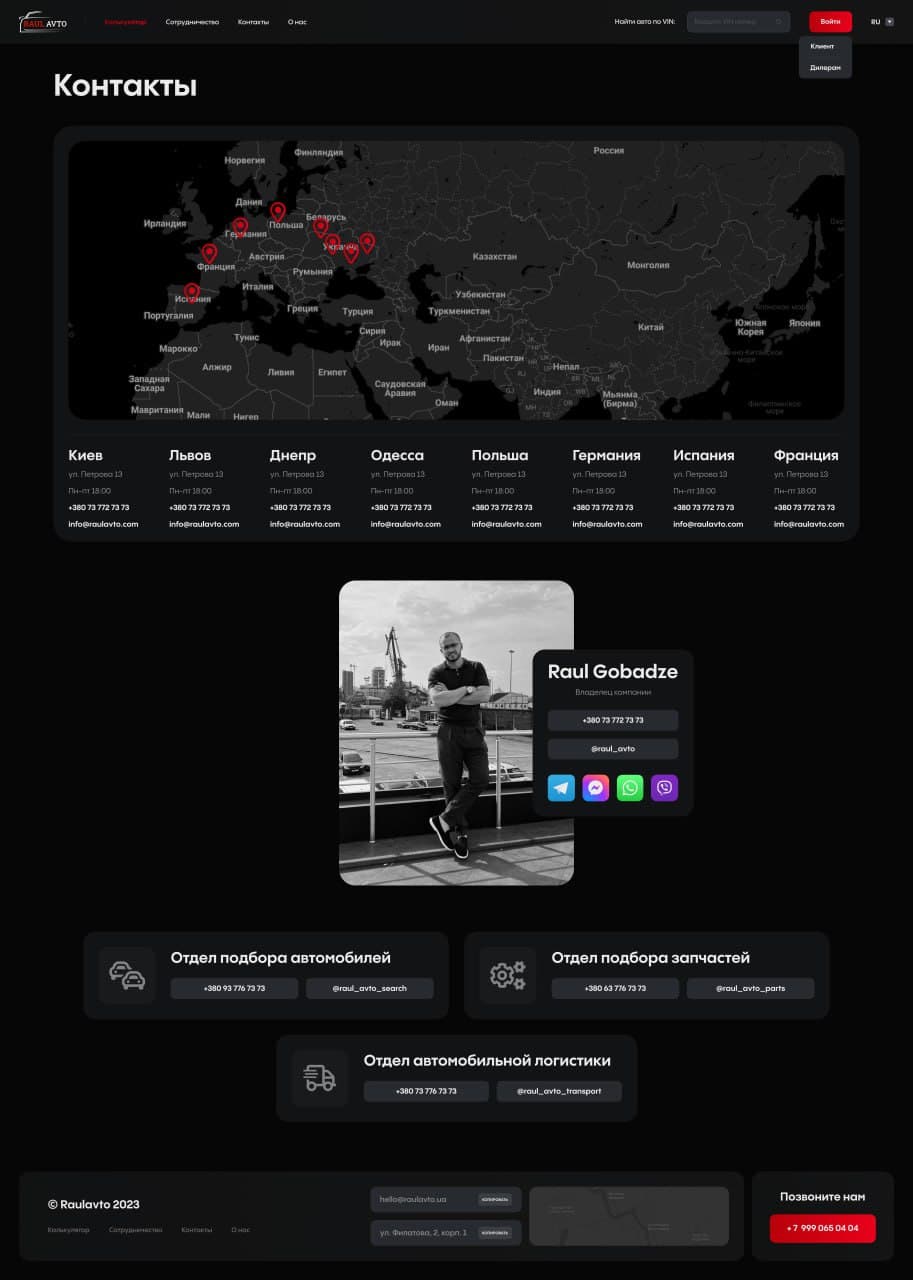 RAUL AVTO
Калькулятор
Сотрудничество
Контакты
О нас
Найти авто по VIN:
Введите VIN номер
Войти
RU
Клиент
Дилерам
Контакты
Россия
Финляндия
Норвегия
Дания
Ирландия
Беларусь
Польша
Германия
Украина
Австрия
Франция
Румыния
Казахстан
Монголия
Италия
Испания
Узбекистан
Греция
Турция
Туркменистан
Португалия
Японское море
Южная
Корея
Япония
Китай
Сирия
Тунис
Афганистан
Ирак
Иран
Марокко
Пакистан
Алжир
Ливия
Египет
Непал
Западная
Сахара
Саудовская
Аравия
Индия
Мьянма
(Бирма)
Оман
Мавритания
Мали
Нигер
Филиппинское
море
Киев
ул. Петрова 13
Пн-пт 18:00
+380 73 772 73 73
info@raulavto.com
Львов
ул. Петрова 13
Пн-пт 18:00
+380 73 772 73 73
info@raulavto.com
Днепр
ул. Петрова 13
Пн-пт 18:00
+380 73 772 73 73
info@raulavto.com
Одесса
ул. Петрова 13
Пн-пт 18:00
+380 73 772 73 73
info@raulavto.com
Польша
ул. Петрова 13
Пн-пт 18:00
+380 73 772 73 73
info@raulavto.com
Германия
ул. Петрова 13
Пн-пт 18:00
+380 73 772 73 73
info@raulavto.com
Испания
ул. Петрова 13
Пн-пт 18:00
+380 73 772 73 73
info@raulavto.com
Франция
ул. Петрова 13
Пн-пт 18:00
+380 73 772 73 73
info@raulavto.com
Raul Gobadze
Владелец компании
+380 73 772 73 73
@raul_avto
Отдел подбора автомобилей
+380 93 776 73 73
@raul_avto_search
Отдел подбора запчастей
+380 63 776 73 73
@raul_avto_parts
Отдел автомобильной логистики
+380 73 776 73 73
@raul_avto_transport
© Raulavto 2023
Калькулятор
Сотрудничество
Контакты
О нас
hello@raulavto.ua
КОПИРОВАТЬ
ул. Филатова, 2, корп. 1
КОПИРОВАТЬ
Позвоните нам
+ 7 999 065 04 04